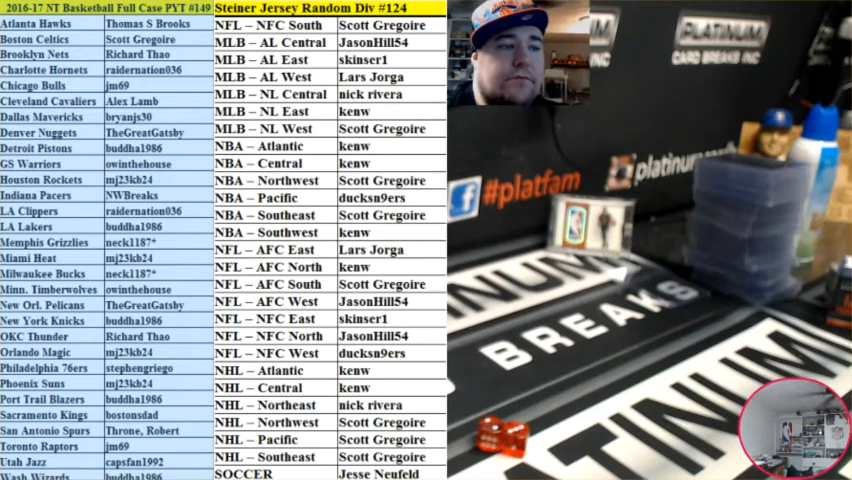 2016-17 NT Basketball Full Case PYT #149
Atlanta Hawks Thomas S Brooks
Boston Celtics Scott Gregoire
Brooklyn Nets Richard Thao
Charlotte Hornets raidernation036
Chicago Bulls jm69
Cleveland Cavaliers Alex Lamb
Dallas Mavericks bryanjs30
Denver Nuggets TheGreatGatsby
Detroit Pistons buddha1986
GS Warriors owinthehouse
Houston Rockets mj23kb24
Indiana Pacers NWBreaks
LA Clippers raidernation036
LA Lakers buddha1986
Memphis Grizzlies neck1187*
Miami Heat mj23kb24
Milwaukee Bucks neck1187*
Minn. Timberwolves owinthehouse
New Orl. Pelicans TheGreatGatsby
New York Knicks buddha1986
OKC Thunder Richard Thao
Orlando Magic mj23kb24
Philadelphia 76ers stephengriego
Phoenix Suns mj23kb24
Port Trail Blazers buddha1986
Sacramento Kings bostonsdad
San Antonio Spurs Throne, Robert
Toronto Raptors jm69
Utah Jazz capsfan1992
Wash Wizards buddha1986
Steiner Jersey Random Div #124
NFL – NFC South Scott Gregoire
MLB – AL Central JasonHill54
MLB – AL East skinser1
MLB – AL West Lars Jorga
MLB – NL Central nick rivera
MLB – NL East kenw
MLB – NL West Scott Gregoire
NBA – Atlantic kenw
NBA – Central kenw
NBA – Northwest Scott Gregoire
NBA – Pacific ducksn9ers
NBA – Southeast Scott Gregoire
NBA – Southwest kenw
NFL – AFC East Lars Jorga
NFL – AFC North kenw
NFL – AFC South Scott Gregoire
NFL – AFC West JasonHill54
NFL – NFC East skinser1
NFL – NFC North JasonHill54
NFL – NFC West ducksn9ers
NHL – Atlantic kenw
NHL – Central kenw
NHL – Northeast nick rivera
NHL – Northwest Scott Gregoire
NHL – Pacific Scott Gregoire
NHL – Southeast Scott Gregoire
SOCCER Jesse Neufeld
PLATINUM
CARD BREAKS INC
f #platfam
BREAKS